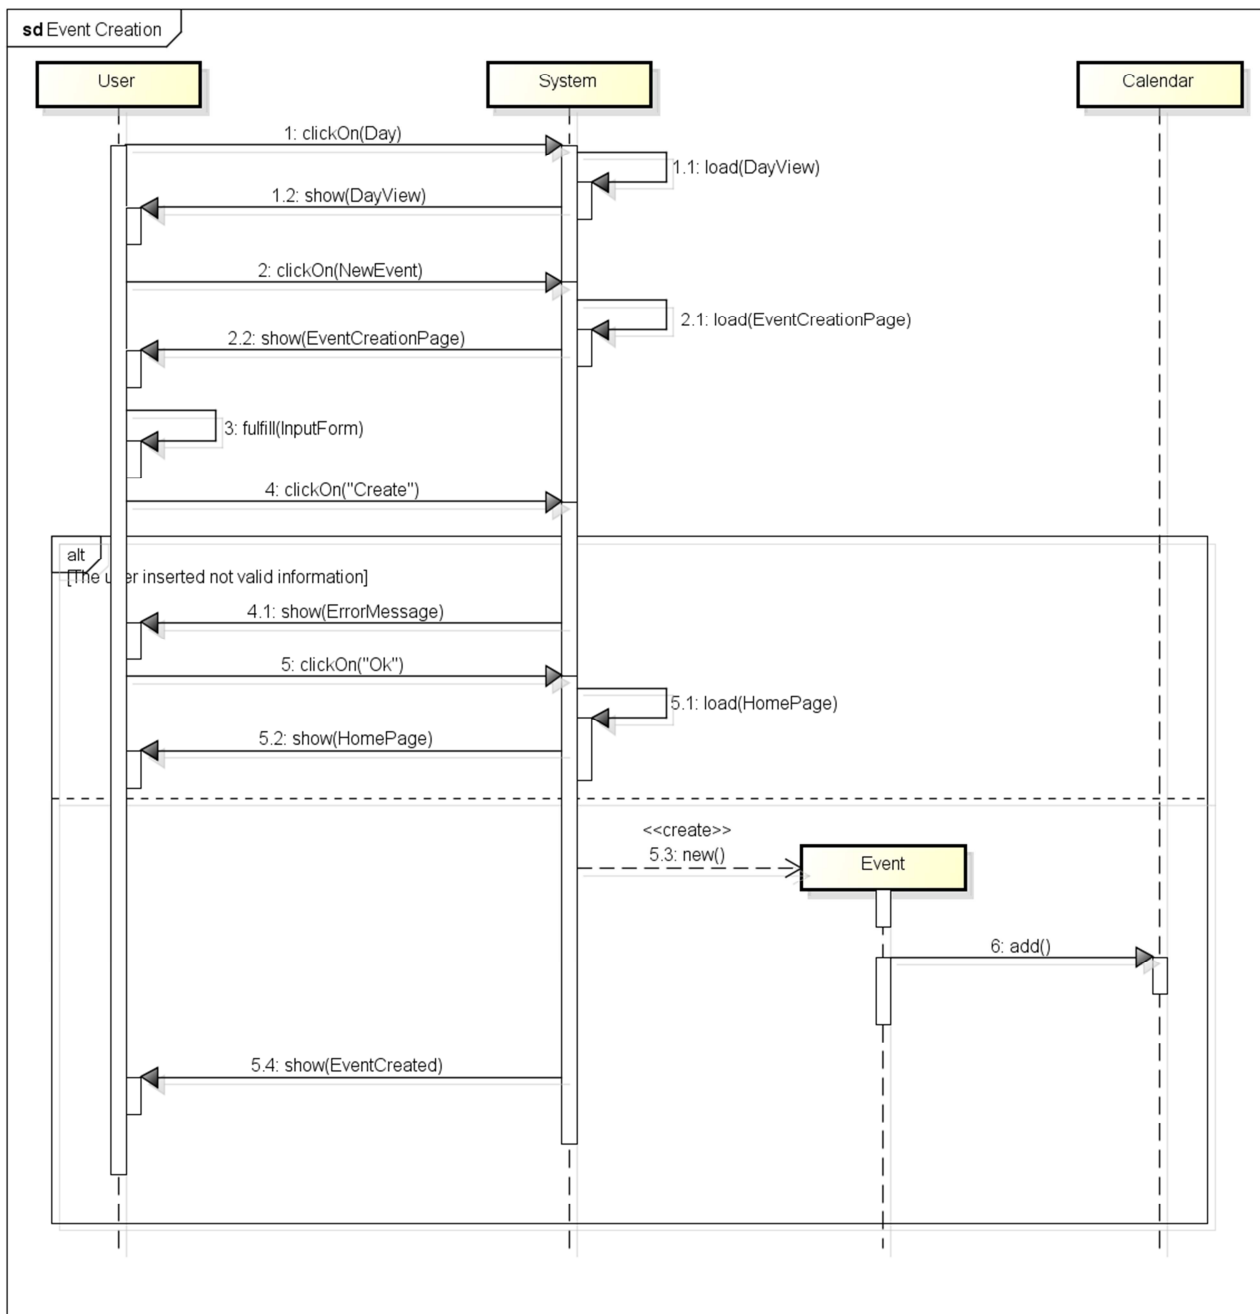 sd Event Creation
User
System
Calendar
1: clickOn(Day)
1.1: load(DayView)
1.2: show(DayView)
2: clickOn(NewEvent)
2.1: load(EventCreationPage)
2.2: show(EventCreationPage)
3: fulfill(InputForm)
4: clickOn("Create")
alt
[The user inserted not valid information]
4.1: show(ErrorMessage)
5: clickOn("Ok")
5.1: load(HomePage)
5.2: show(HomePage)
<<create>>
5.3: new()
Event
6: add()
5.4: show(EventCreated)